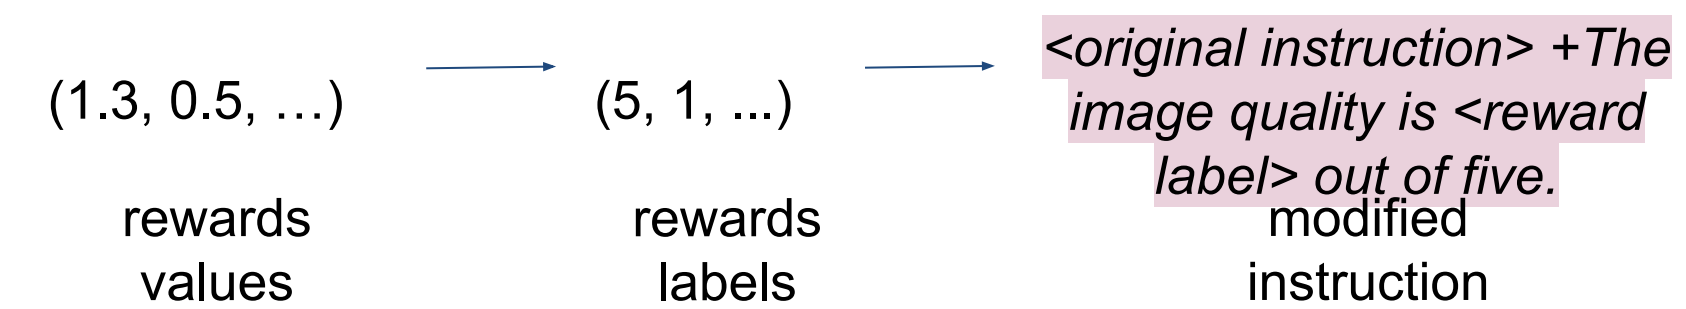 (1.3, 0.5, …)
rewards
values
(5, 1, ...)
rewards
labels
<original instruction> +The
image quality is <reward
label> out of five.
modified
instruction